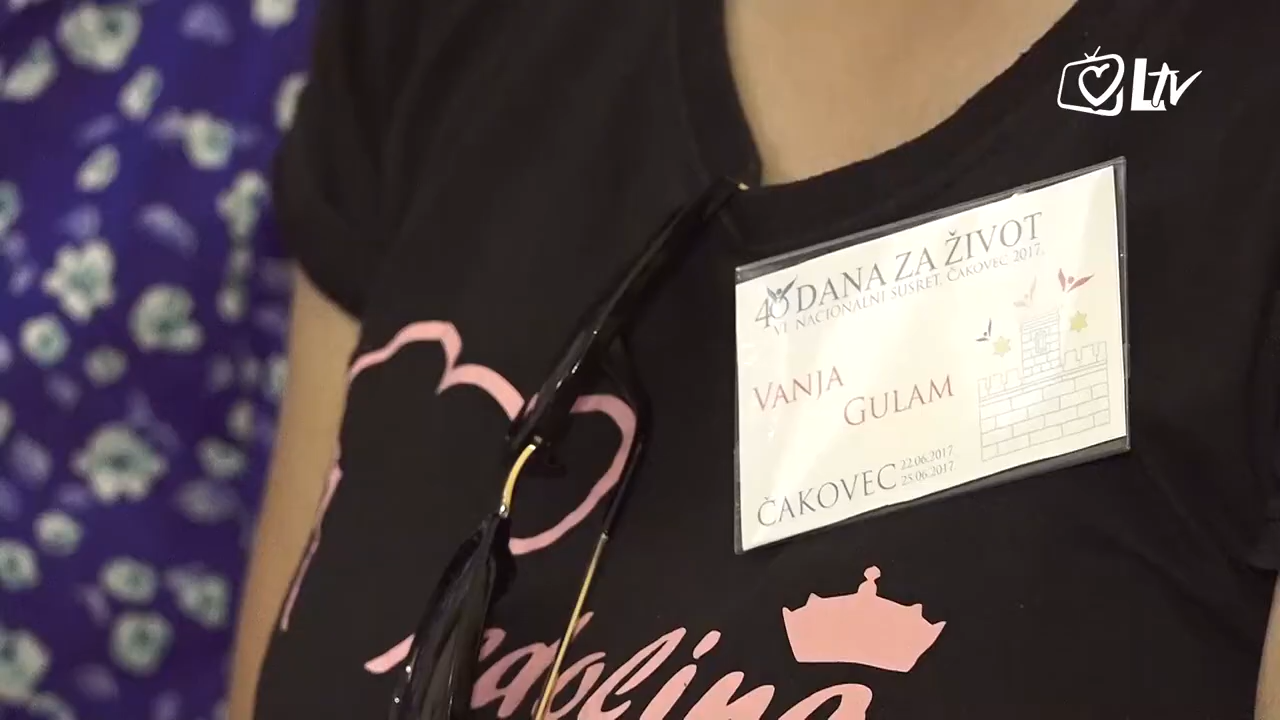 LTV
40 DANA ZA ŽIVOT
VI. NACIONALNI SUSRET, ČAKOVEC 2017.
VANJA
GULAM
ČAKOVEC 22.06.2017.
25.06.2017.